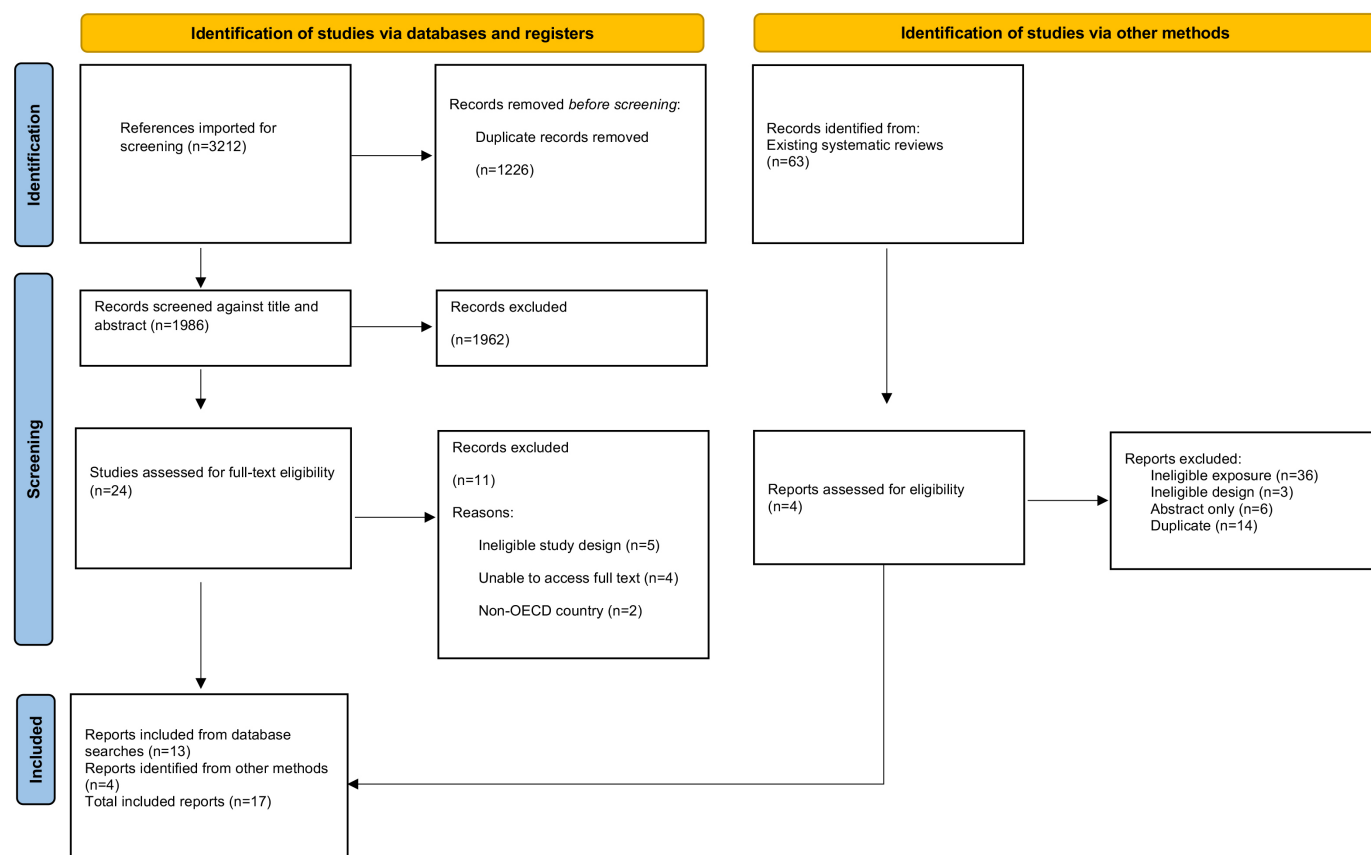 Identification of studies via databases and registers
Identification of studies via other methods
Identification
References imported for
screening (n=3212)
Records removed before screening:
Duplicate records removed
(n=1226)
Records identified from:
Existing systematic reviews
(n=63)
Screening
Records screened against title and
abstract (n=1986)
Records excluded
(n=1962)
Studies assessed for full-text eligibility
(n=24)
Records excluded
(n=11)
Reasons:
Ineligible study design (n=5)
Unable to access full text (n=4)
Non-OECD country (n=2)
Reports assessed for eligibility
(n=4)
Reports excluded:
Ineligible exposure (n=36)
Ineligible design (n=3)
Abstract only (n=6)
Duplicate (n=14)
Included
Reports included from database
searches (n=13)
Reports identified from other methods
(n=4)
Total included reports (n=17)